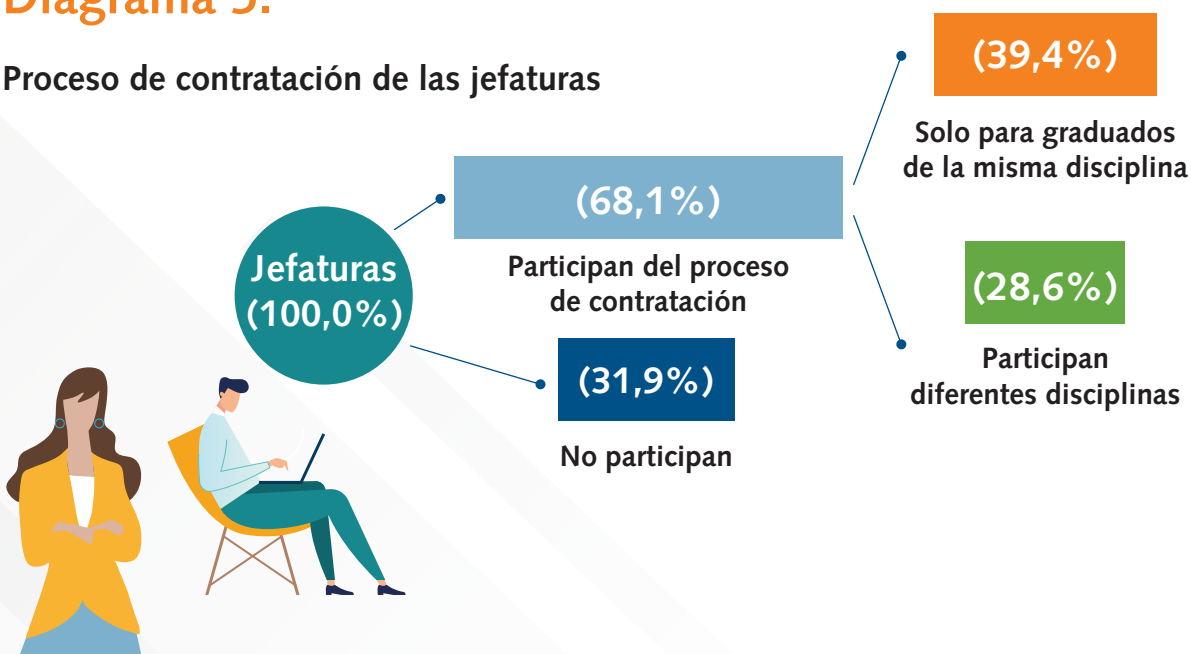 Diagrama 5.
Proceso de contratación de las jefaturas
Jefaturas
(100,0%)
(68,1%)
Participan del proceso
de contratación
(31,9%)
No participan
(39,4%)
Solo para graduados
de la misma disciplina
(28,6%)
Participan
diferentes disciplinas